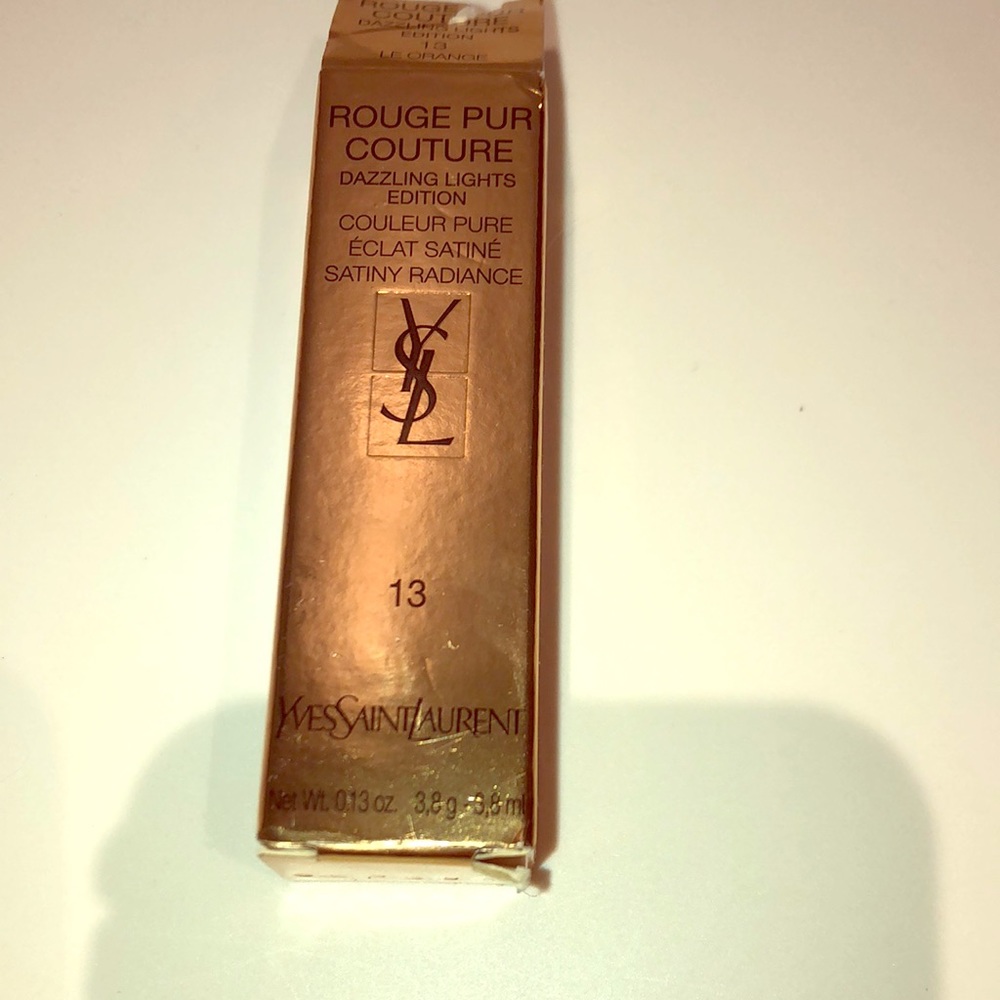 ROUGE PUR
COUTURE
DAZZLING LIGHTS
EDITION
13
LE ORANGE
ROUGE PUR
COUTURE
DAZZLING LIGHTS
EDITION
COULEUR PURE
ÉCLAT SATINÉ
SATINY RADIANCE
YSL
13
YVESSAINTLAURENT
Net Wt. 0.13 oz. 3,8 g - 3,8 ml